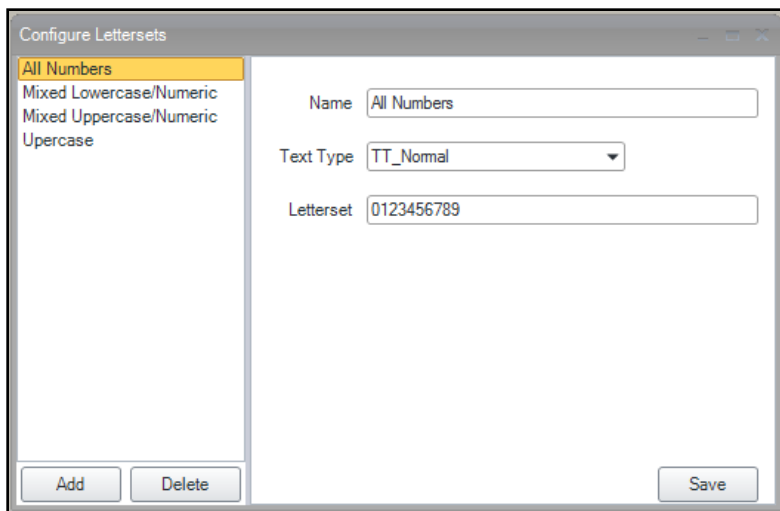 Configure Lettersets
All Numbers
Mixed Lowercase/Numeric
Mixed Uppercase/Numeric
Upercase
Name All Numbers
Text Type TT_Normal
Letterset 0123456789
Add Delete Save